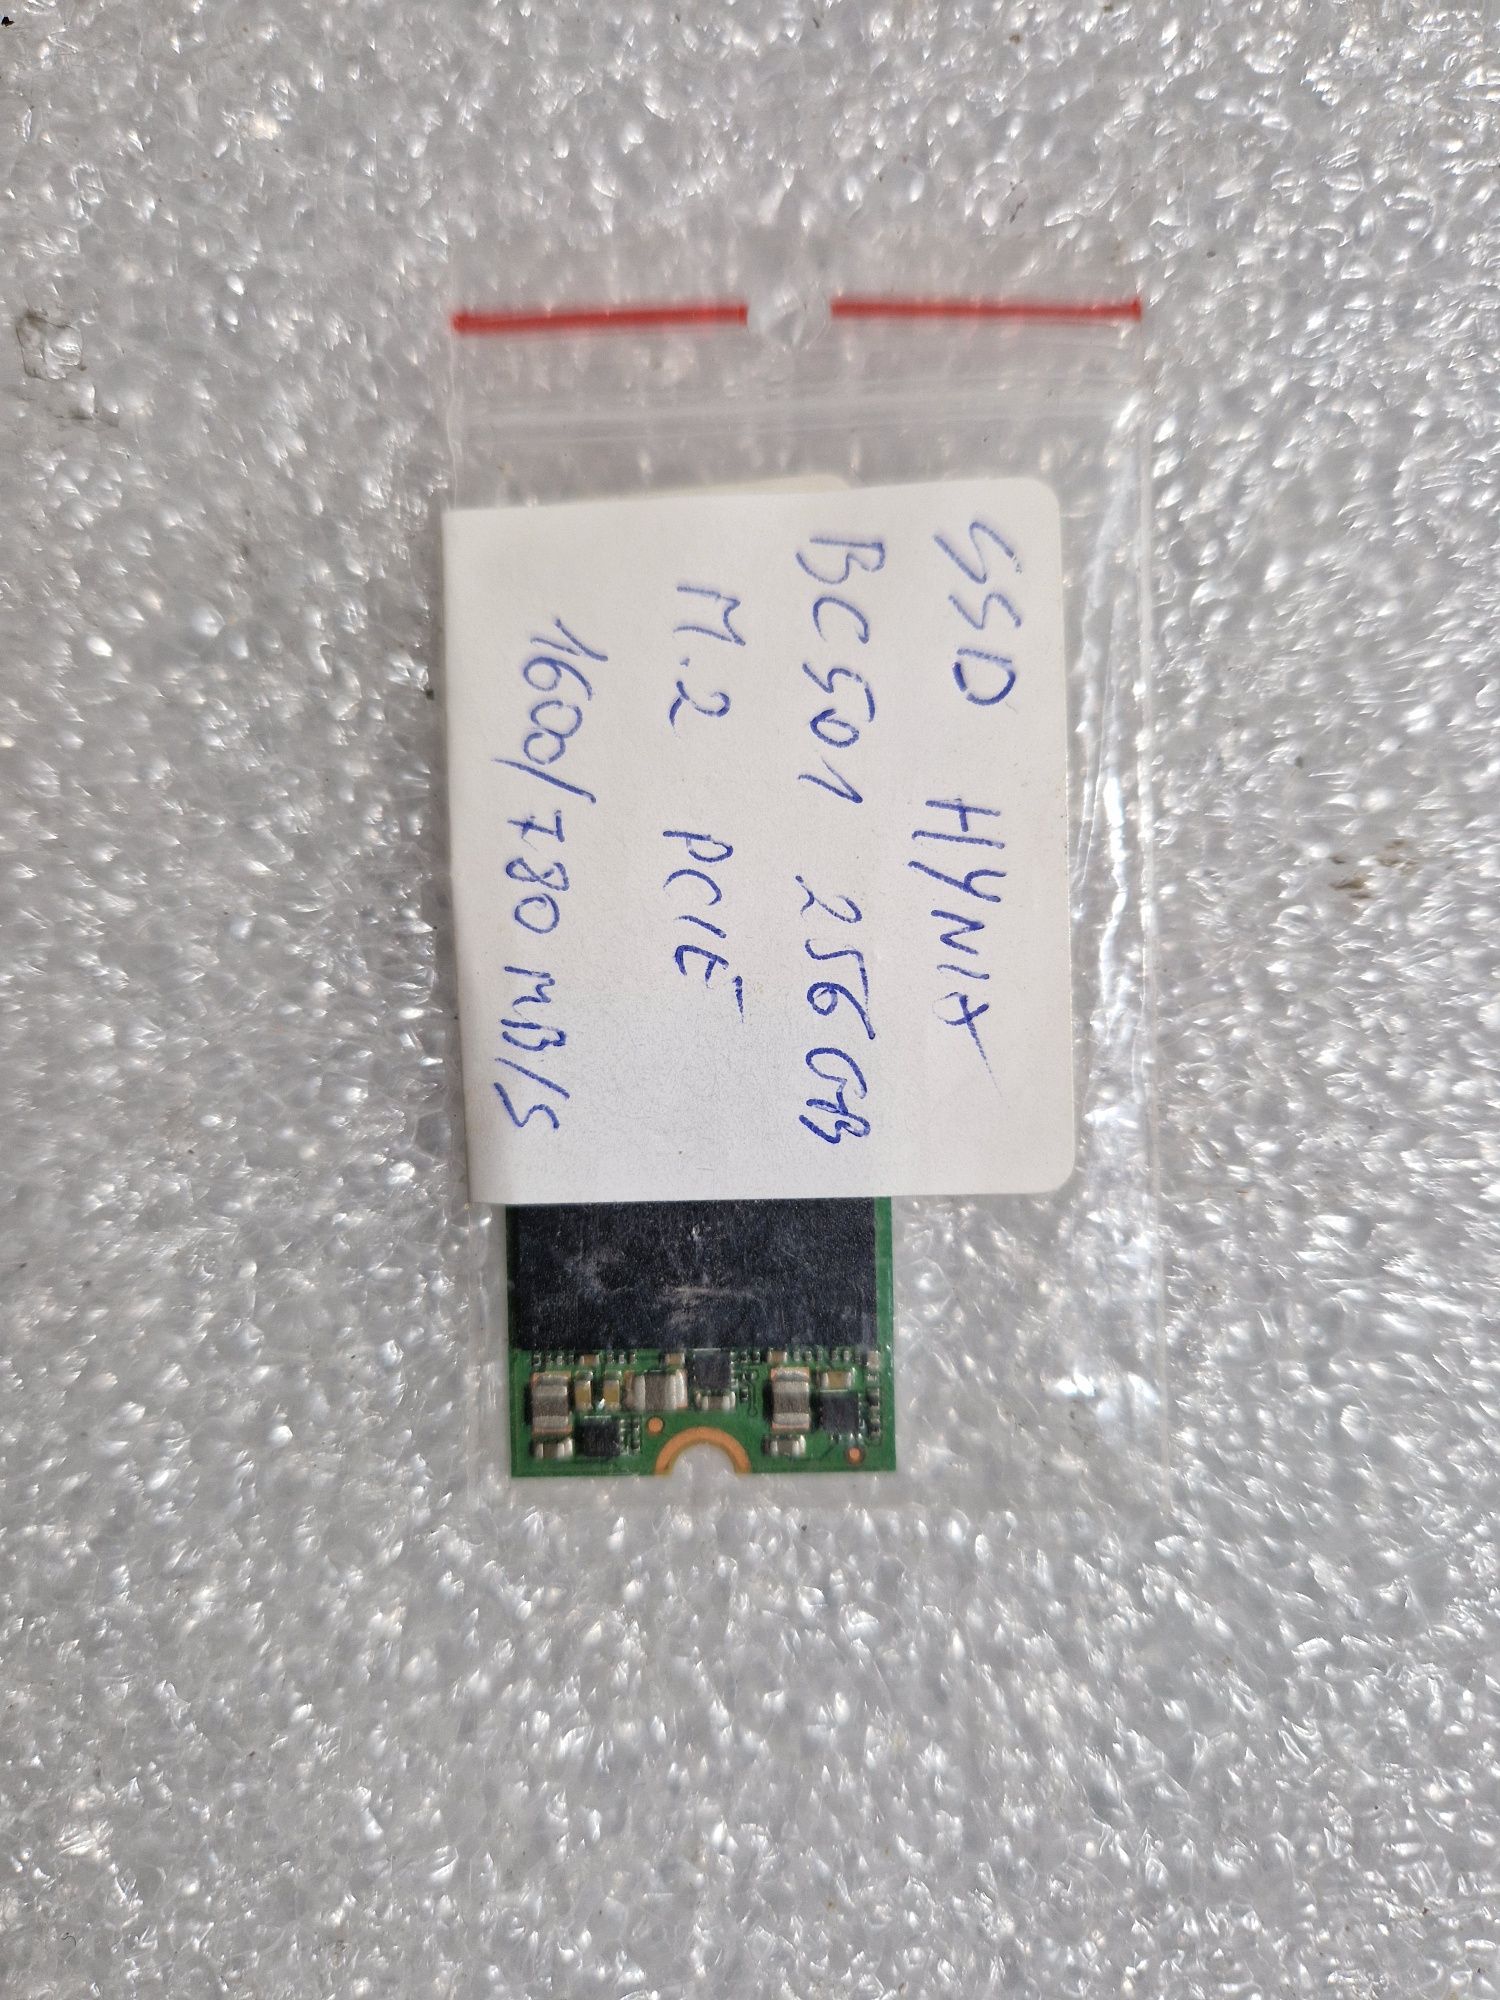 SSD HYNIX
BC501 256GB
M.2 PCIE
1600/780 MB/S